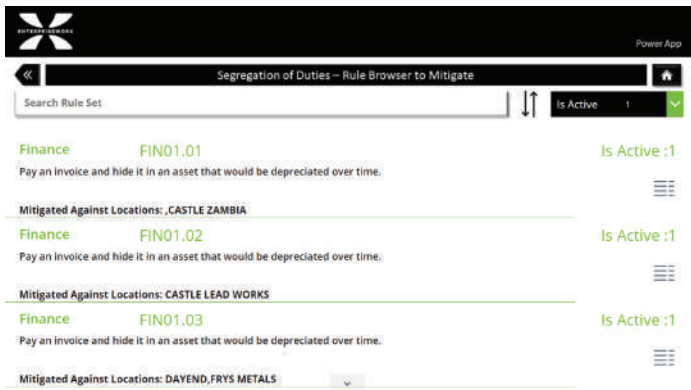 ENTERPRISEWORX
Power App
Segregation of Duties – Rule Browser to Mitigate
Search Rule Set
Is Active 1
Finance FIN01.01 Is Active :1
Pay an invoice and hide it in an asset that would be depreciated over time.
Mitigated Against Locations: ,CASTLE ZAMBIA
Finance FIN01.02 Is Active :1
Pay an invoice and hide it in an asset that would be depreciated over time.
Mitigated Against Locations: CASTLE LEAD WORKS
Finance FIN01.03 Is Active :1
Pay an invoice and hide it in an asset that would be depreciated over time.
Mitigated Against Locations: DAYEND,FRYS METALS